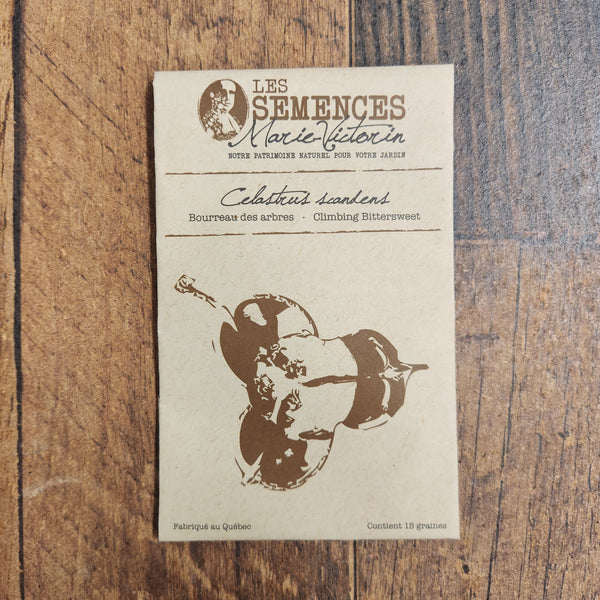 LES
SEMENCES
Marie-Victorin
NOTRE PATRIMOINE NATUREL POUR VOTRE JARDIN
Celastrus scandens
Bourreau des arbres - Climbing Bittersweet
Fabriqué au Québec
Contient 15 graines